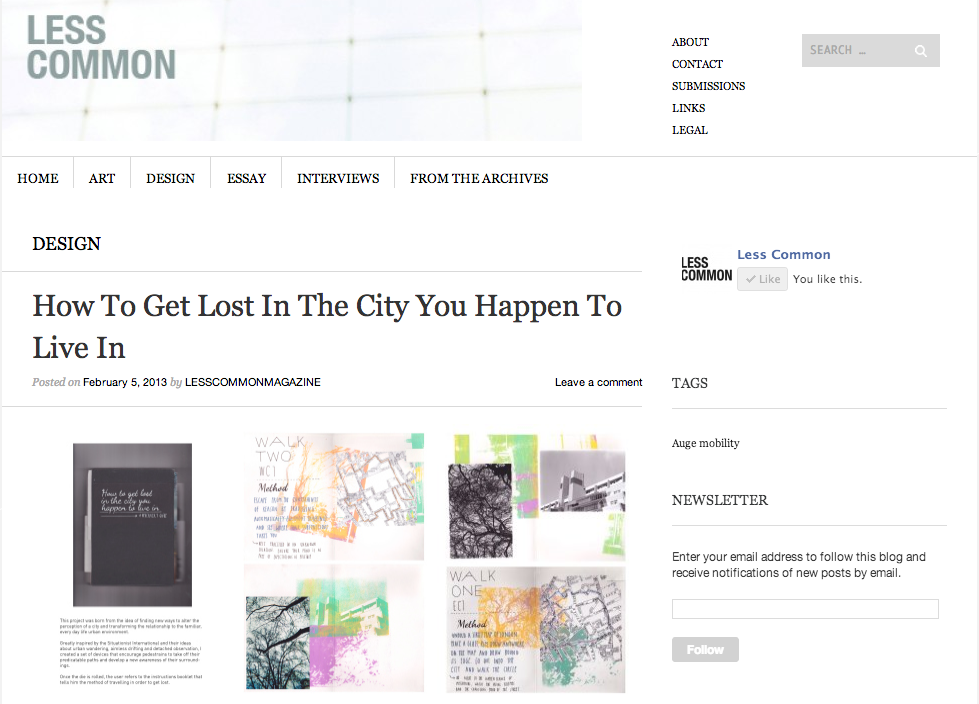 LESS
COMMON
ABOUT
CONTACT
SUBMISSIONS
LINKS
LEGAL
SEARCH …
HOME
ART
DESIGN
ESSAY
INTERVIEWS
FROM THE ARCHIVES
DESIGN
How To Get Lost In The City You Happen To
Live In
Posted on February 5, 2013 by LESSCOMMONMAGAZINE
Leave a comment
How to get lost
in the city you
happen to live in
This project was born from the idea of finding new ways to alter the
perception of a city and transforming the relationship to the familiar,
every day life urban environment.
Greatly inspired by the Situationist International and their ideas
about urban wandering, aimless drifting and detached observation, I
created a set of devices that encourage pedestrians to take off their
predictable paths and develop a new awareness of their surround-
ings.
Once the die is rolled, the user refers to the instructions booklet that
tells him the method of travelling in order to get lost.
WALK
TWO
Method
WALK
ONE
EC1
Method
LESS
COMMON
Less Common
Like
You like this.
TAGS
Auge mobility
NEWSLETTER
Enter your email address to follow this blog and
receive notifications of new posts by email.
Follow